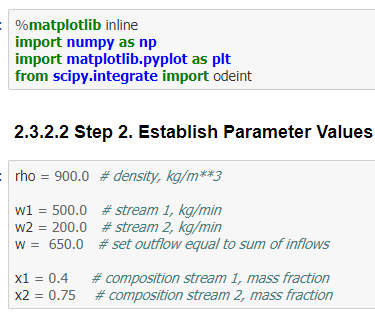 %matplotlib inline
import numpy as np
import matplotlib.pyplot as plt
from scipy.integrate import odeint
2.3.2.2 Step 2. Establish Parameter Values
rho = 900.0 # density, kg/m**3
w1 = 500.0 # stream 1, kg/min
w2 = 200.0 # stream 2, kg/min
w = 650.0 # set outflow equal to sum of inflows
x1 = 0.4 # composition stream 1, mass fraction
x2 = 0.75 # composition stream 2, mass fraction